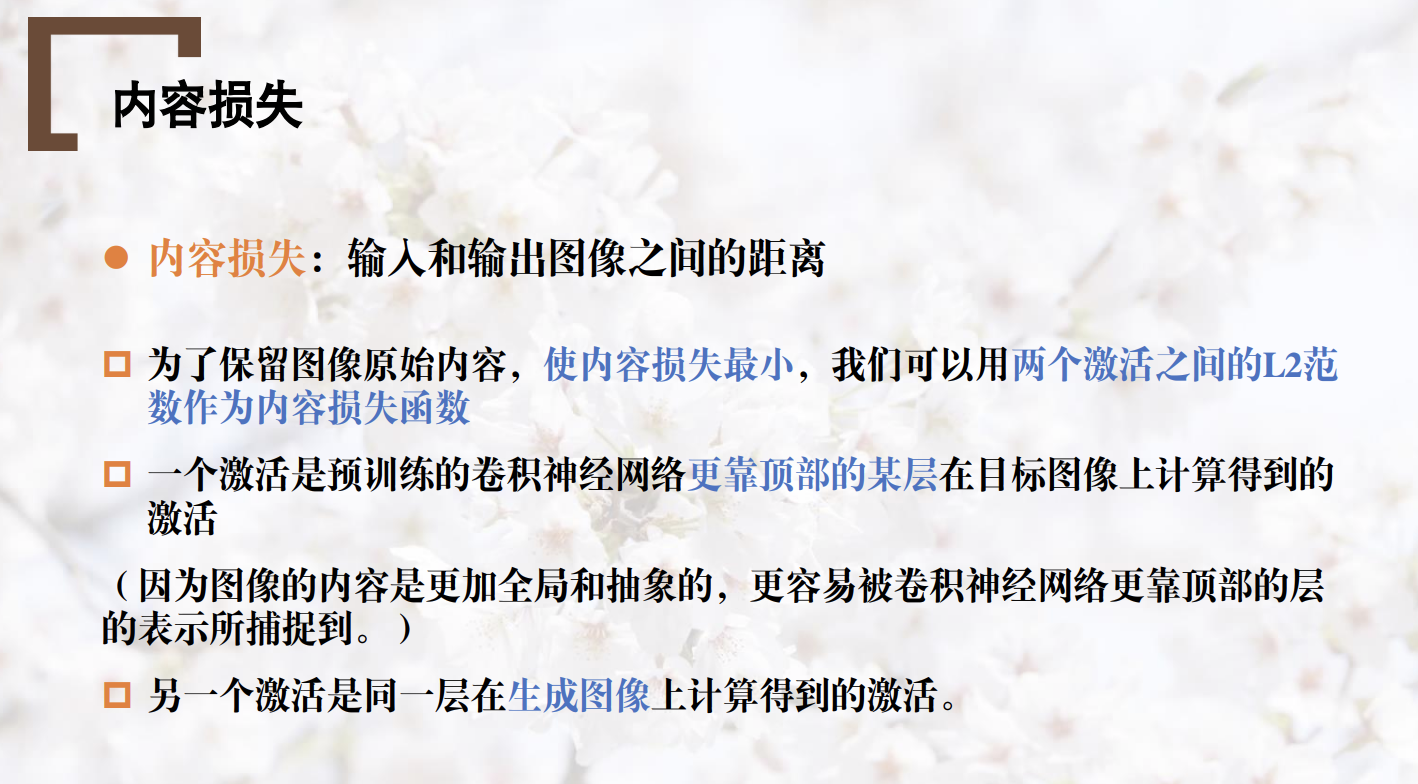 内容损失
内容损失：输入和输出图像之间的距离
为了保留图像原始内容，使内容损失最小，我们可以用两个激活之间的L2范
数作为内容损失函数
一个激活是预训练的卷积神经网络更靠顶部的某层在目标图像上计算得到的
激活
（因为图像的内容是更加全局和抽象的，更容易被卷积神经网络更靠顶部的层
的表示所捕捉到。）
另一个激活是同一层在生成图像上计算得到的激活。